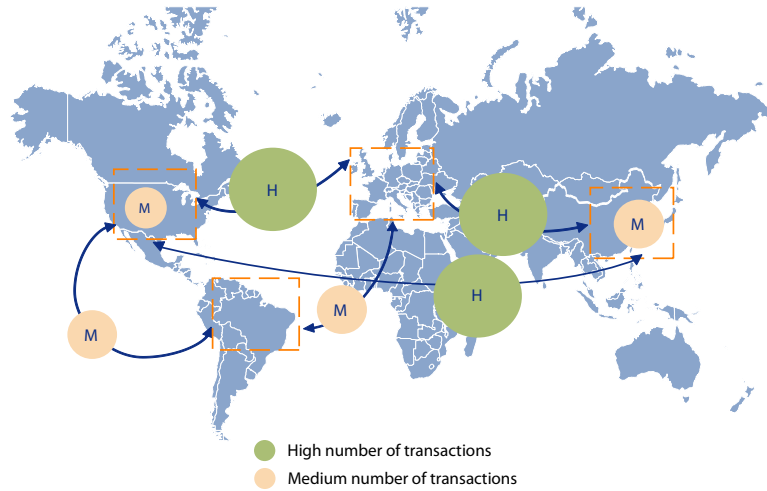 H
M
H
M
H
M
M
High number of transactions
Medium number of transactions